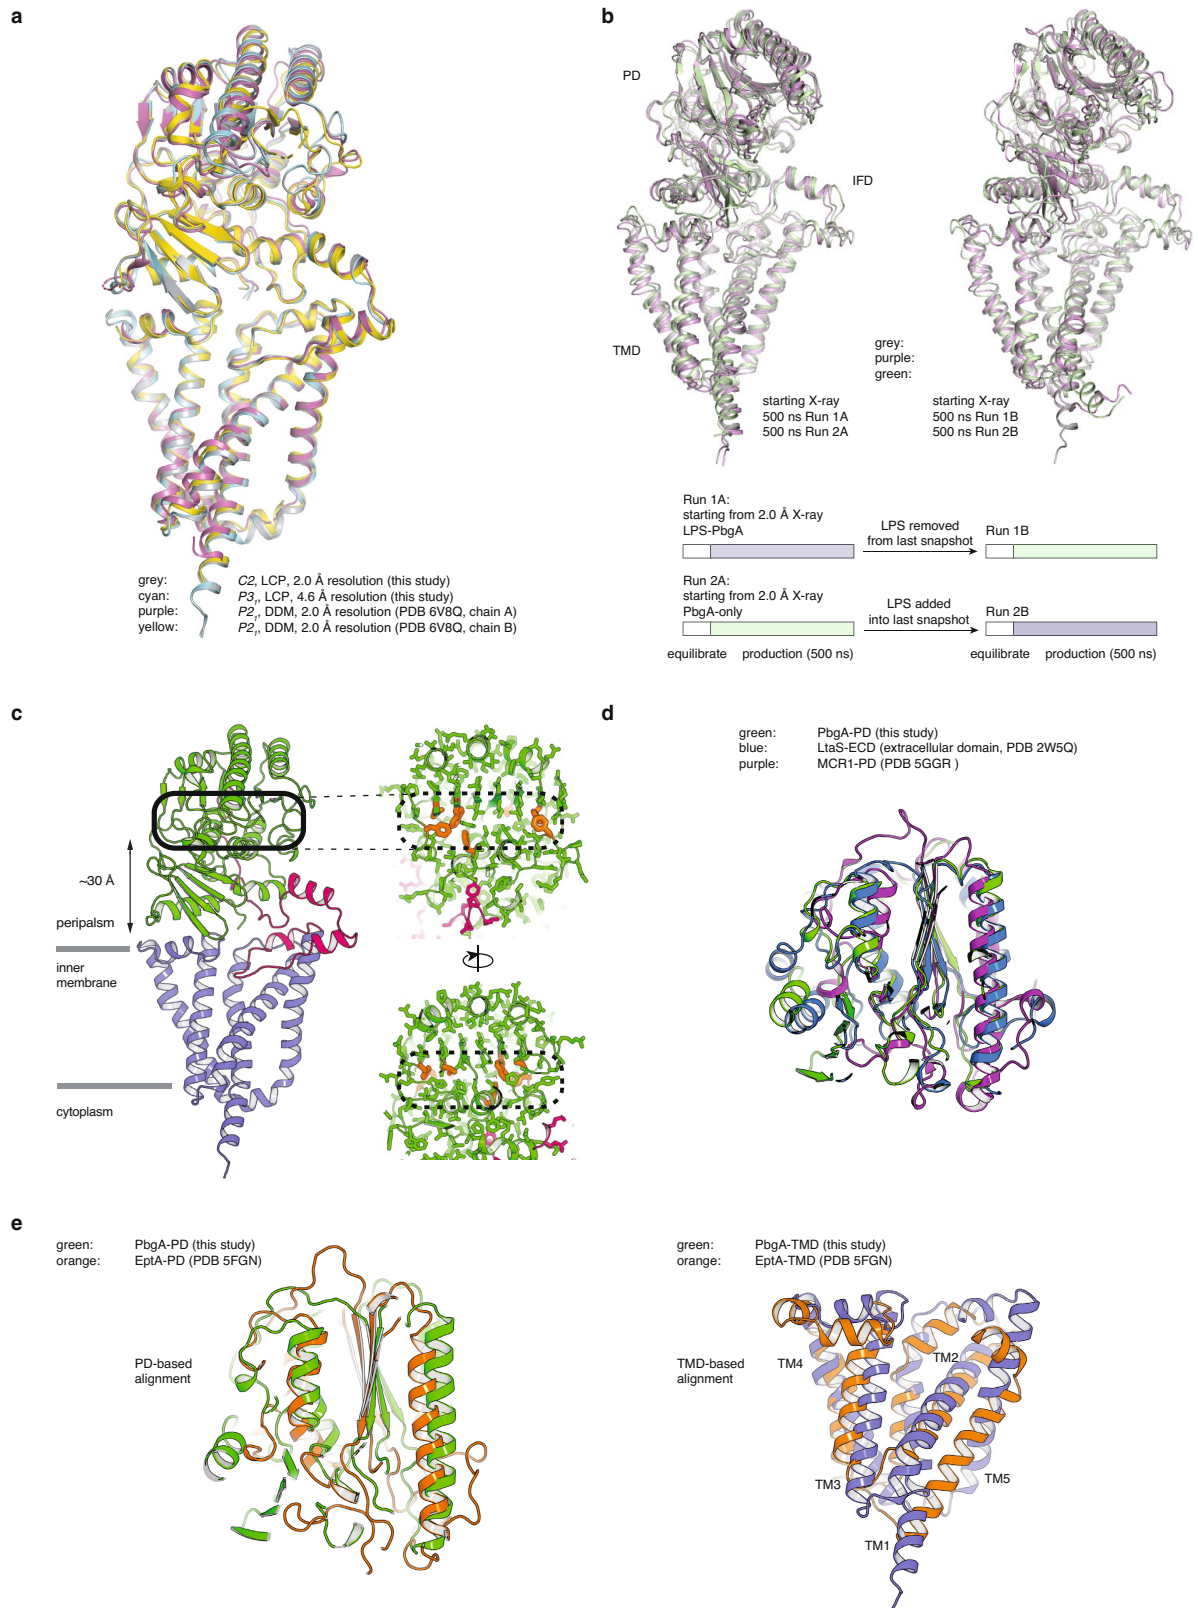 a
grey: C2, LCP, 2.0 Å resolution (this study)
cyan: P3₁, LCP, 4.6 Å resolution (this study)
purple: P2₁, DDM, 2.0 Å resolution (PDB 6V8Q, chain A)
yellow: P2₁, DDM, 2.0 Å resolution (PDB 6V8Q, chain B)
b
PD
IFD
TMD
grey:
purple:
green:
starting X-ray
500 ns Run 1A
500 ns Run 2A
starting X-ray
500 ns Run 1B
500 ns Run 2B
Run 1A:
starting from 2.0 Å X-ray
LPS-PbgA
LPS removed
from last snapshot
Run 1B
Run 2A:
starting from 2.0 Å X-ray
PbgA-only
LPS added
into last snapshot
Run 2B
equilibrate production (500 ns)
equilibrate production (500 ns)
c
~30 Å
peripalsm
inner
membrane
cytoplasm
d
green: PbgA-PD (this study)
blue: LtaS-ECD (extracellular domain, PDB 2W5Q)
purple: MCR1-PD (PDB 5GGR )
e
green: PbgA-PD (this study)
orange: EptA-PD (PDB 5FGN)
PD-based
alignment
green: PbgA-TMD (this study)
orange: EptA-TMD (PDB 5FGN)
TMD-based
alignment
TM4
TM2
TM3
TM5
TM1